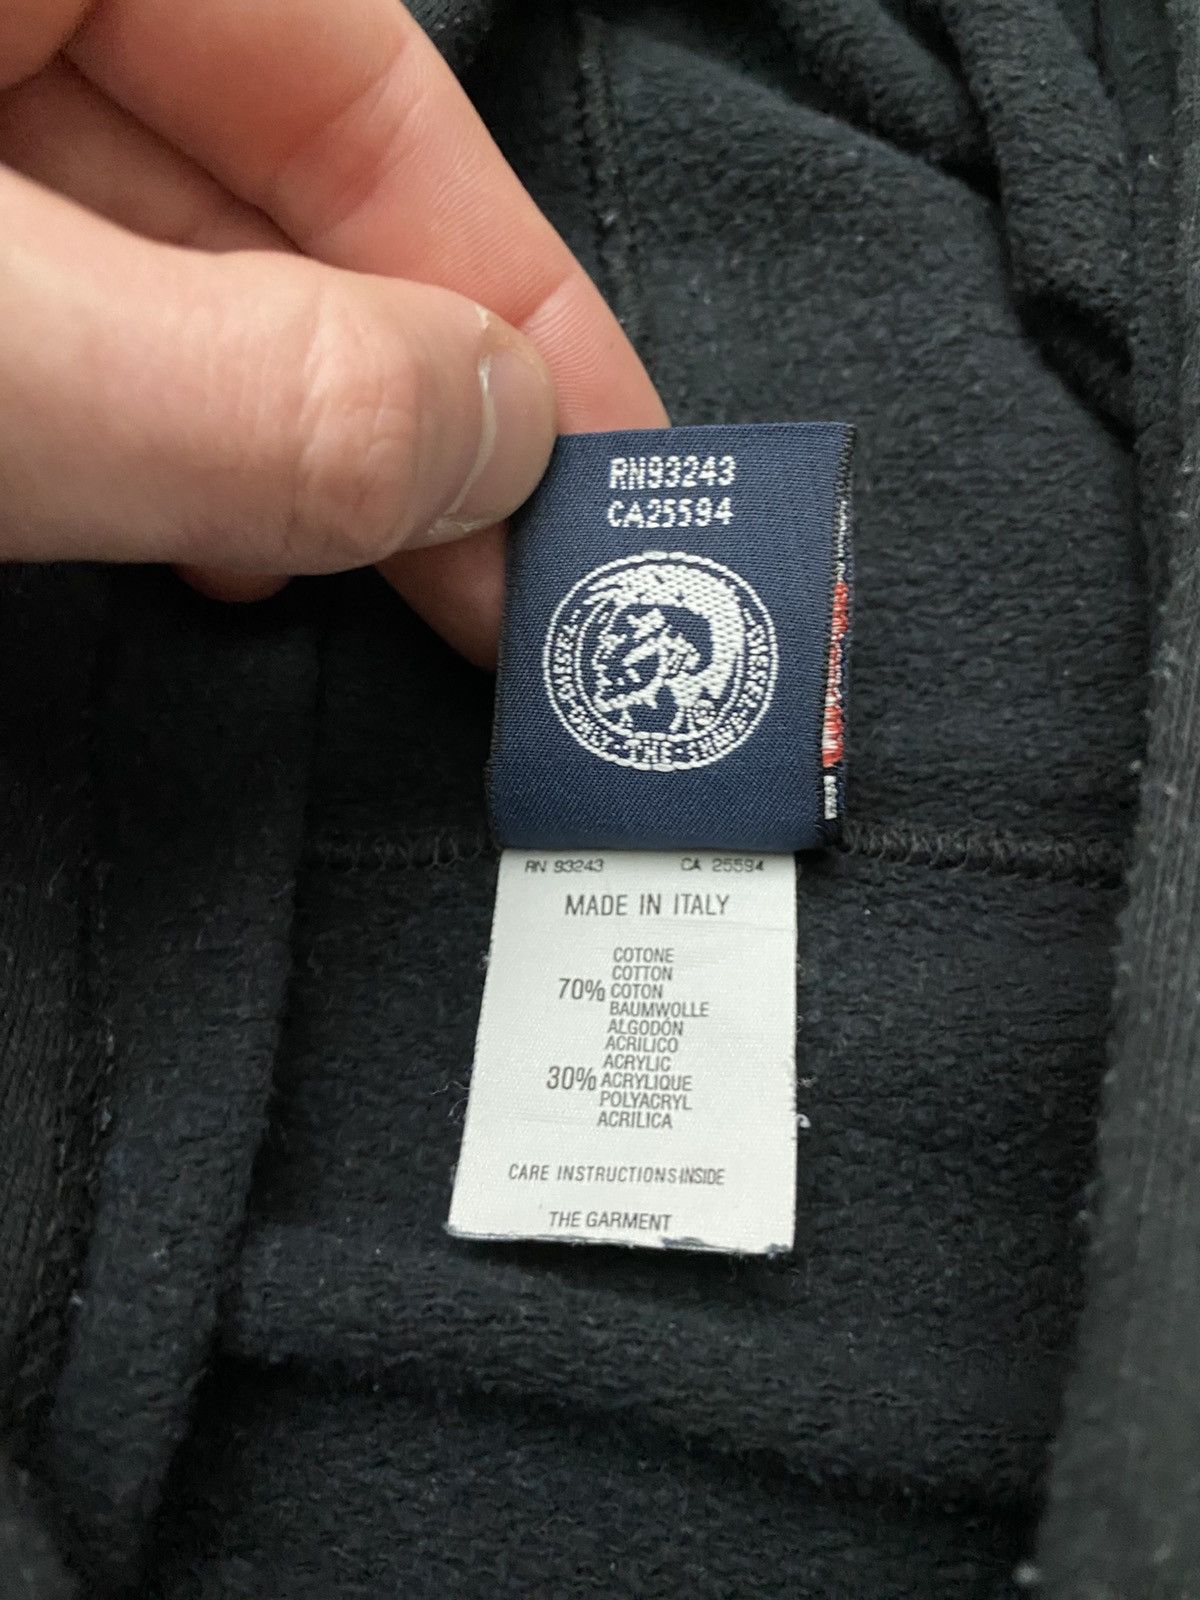 RN93243
CA25594
THE
RN 93243 CA 25594
MADE IN ITALY
COTONE
COTTON
70% COTON
BAUMWOLLE
ALGODÓN
ACRILICO
ACRYLIC
30% ACRYLIQUE
POLYACRYL
ACRILICA
CARE INSTRUCTIONS INSIDE
THE GARMENT